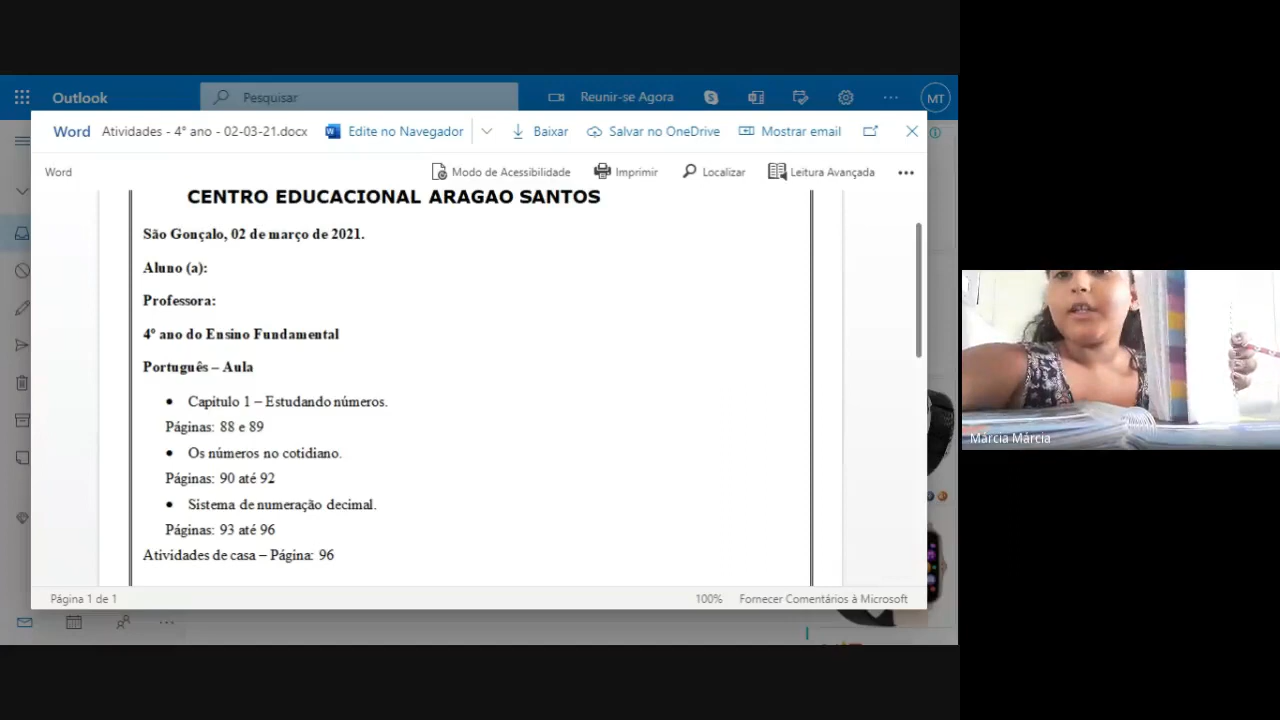 Outlook
Pesquisar
Reunir-se Agora
MT
Word
Atividades - 4° ano - 02-03-21.docx
Edite no Navegador
Baixar
Salvar no OneDrive
Mostrar email
Word
Modo de Acessibilidade
Imprimir
Localizar
Leitura Avançada
CENTRO EDUCACIONAL ARAGAO SANTOS
São Gonçalo, 02 de março de 2021.
Aluno (a):
Professora:
4º ano do Ensino Fundamental
Português – Aula
• Capitulo 1 – Estudando números.
Páginas: 88 e 89
• Os números no cotidiano.
Páginas: 90 até 92
• Sistema de numeração decimal.
Páginas: 93 até 96
Atividades de casa – Página: 96
Página 1 de 1
100%
Fornecer Comentários à Microsoft
Márcia Márcia